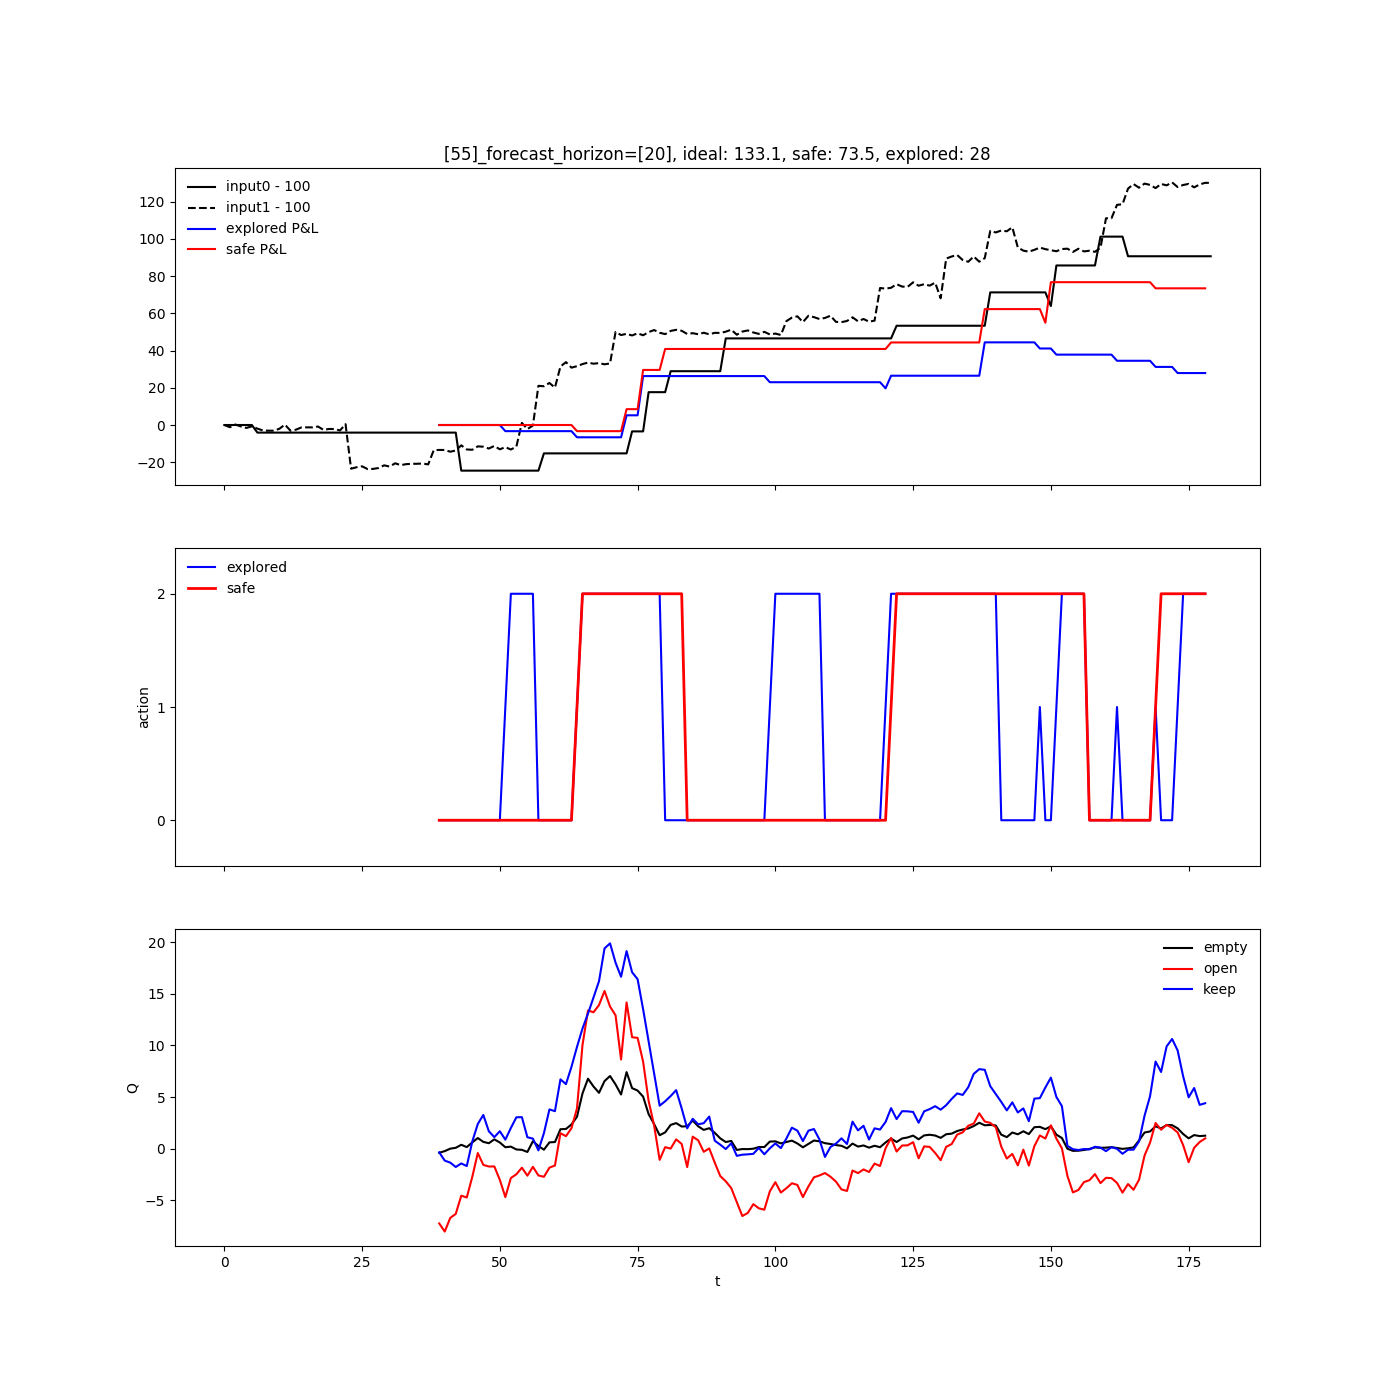 [55]_forecast_horizon=[20], ideal: 133.1, safe: 73.5, explored: 28
input0 - 100
input1 - 100
explored P&L
safe P&L
120
100
80
60
40
20
0
−20
explored
safe
action
2
1
0
empty
open
keep
Q
20
15
10
5
0
−5
0 25 50 75 100 125 150 175
t